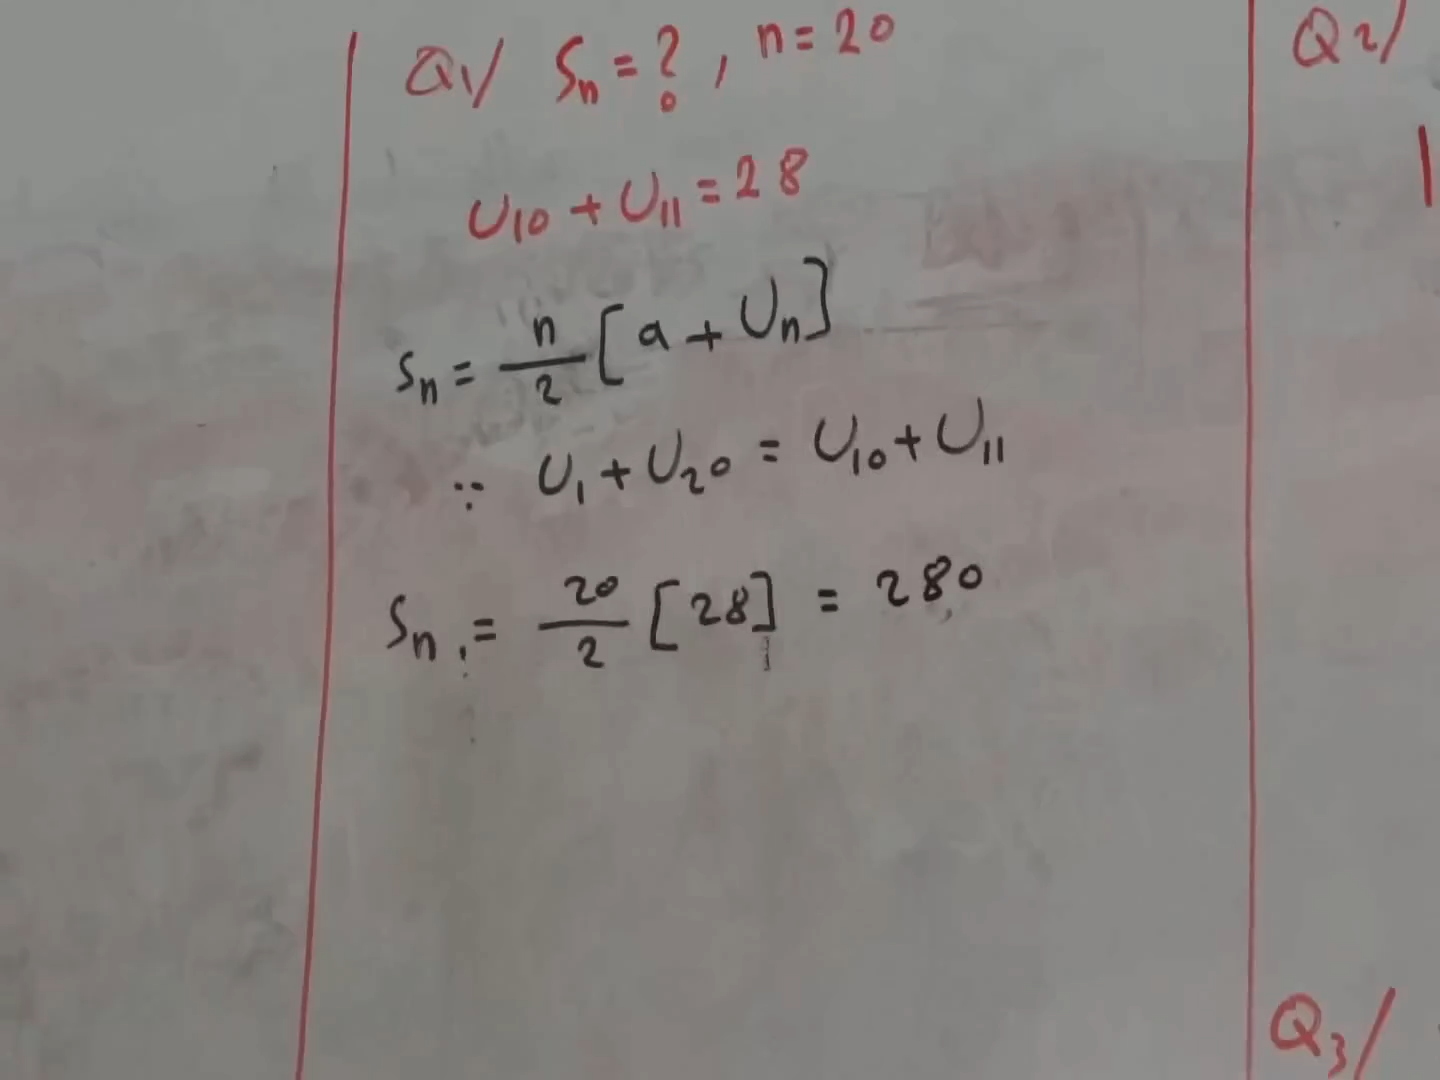 Q1/ Sn = ? , n = 20
U10 + U11 = 28
Sn = n/2 [a + Un]
∵ U1 + U20 = U10 + U11
Sn = 20/2 [28] = 280
Q2/
Q3/